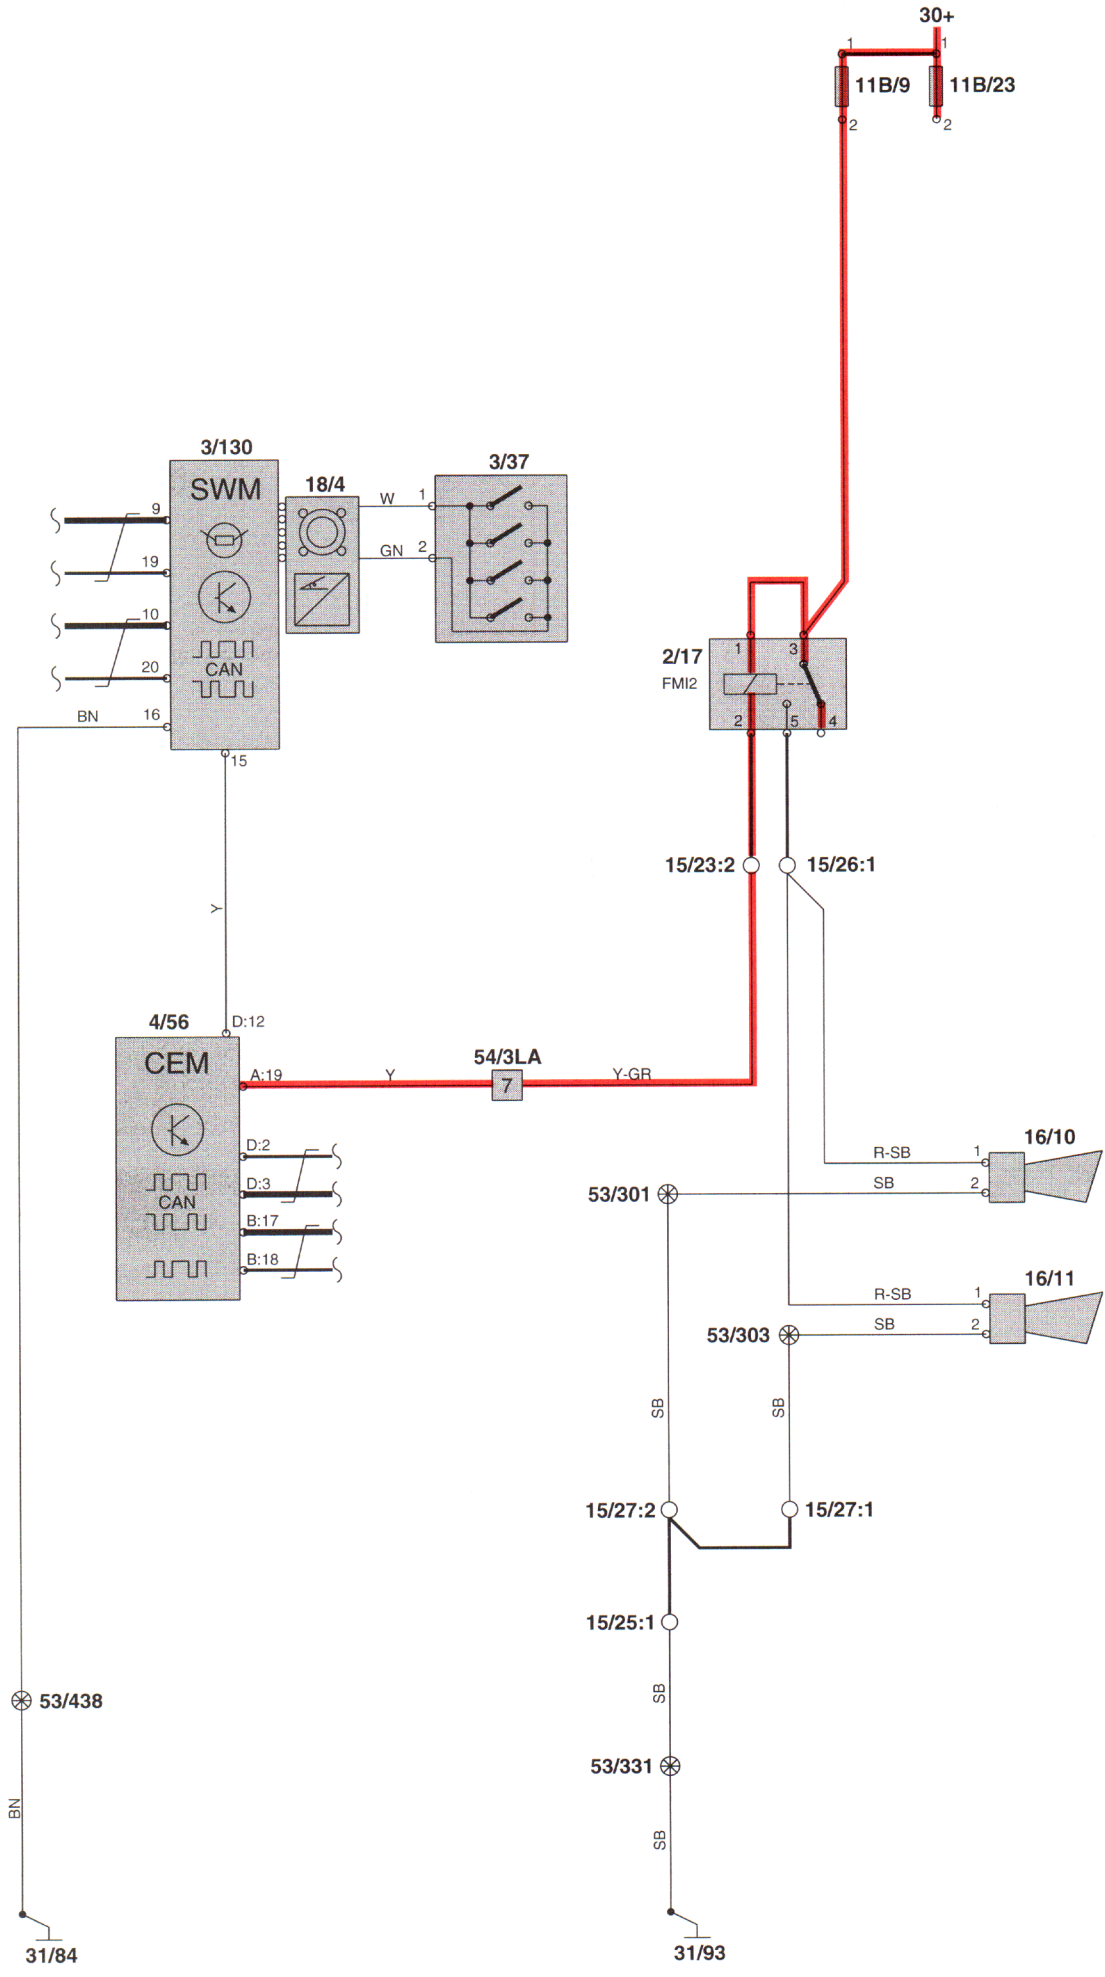 30+
1
1
11B/9
11B/23
2
2
3/130
SWM
18/4
3/37
9
W
1
19
GN
2
10
CAN
20
BN
16
15
2/17
FMI2
1
3
2
5
4
15/23:2
15/26:1
Y
4/56
D:12
CEM
A:19
Y
54/3LA
7
Y-GR
D:2
D:3
CAN
B:17
B:18
16/10
R-SB
1
53/301
SB
2
16/11
R-SB
1
53/303
SB
2
SB
SB
15/27:2
15/27:1
15/25:1
SB
53/438
53/331
BN
SB
31/84
31/93